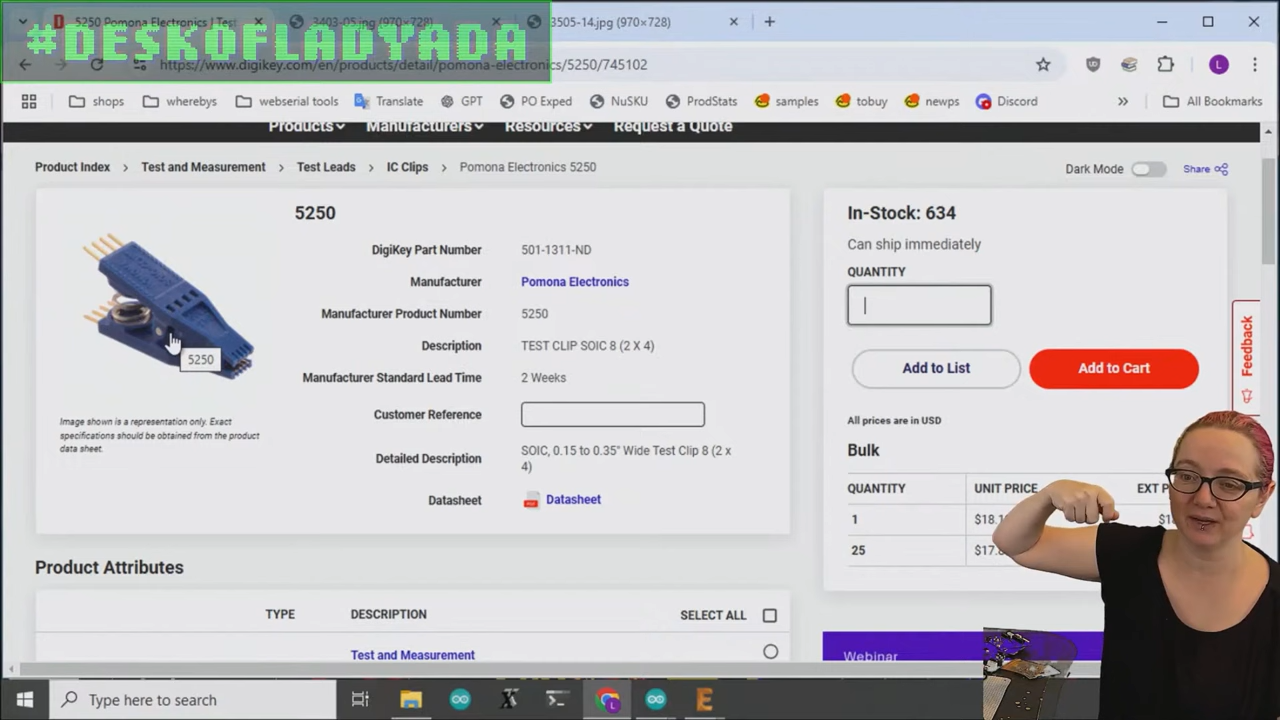 5250 Pomona Electronics | Test
3403-05.jpg (970×728)
3505-14.jpg (970×728)
#DESKOFLADYADA
https://www.digikey.com/en/products/detail/pomona-electronics/5250/745102
L
shops
whereby
webserial tools
Translate
GPT
PO Exped
NuSKU
ProdStats
samples
tobuy
newps
Discord
»
All Bookmarks
Products
Manufacturers
Resources
Request a Quote
Product Index > Test and Measurement > Test Leads > IC Clips > Pomona Electronics 5250
Dark Mode
Share
5250
DigiKey Part Number 501-1311-ND
Manufacturer Pomona Electronics
Manufacturer Product Number 5250
Description TEST CLIP SOIC 8 (2 X 4)
Manufacturer Standard Lead Time 2 Weeks
Customer Reference
Detailed Description SOIC, 0.15 to 0.35" Wide Test Clip 8 (2 x
4)
Datasheet Datasheet
5250
Image shown is a representation only. Exact
specifications should be obtained from the product
data sheet.
In-Stock: 634
Can ship immediately
QUANTITY
Add to List
Add to Cart
All prices are in USD
Bulk
QUANTITY UNIT PRICE EXT
1
25
Feedback
Product Attributes
TYPE DESCRIPTION SELECT ALL
Test and Measurement
Webinar
Type here to search